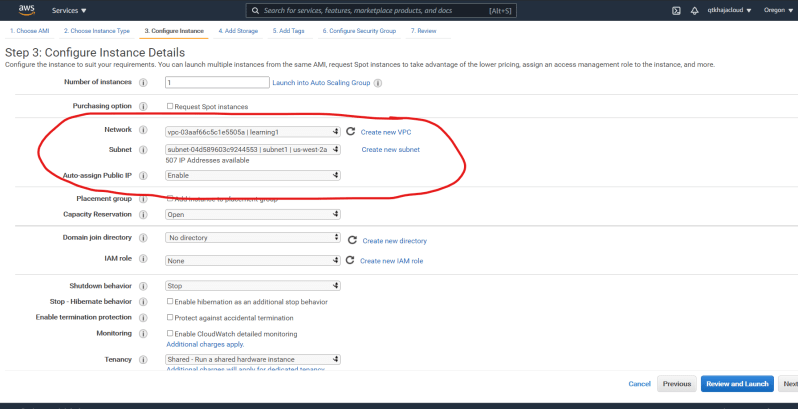 aws
Services ▼
Search for services, features, marketplace products, and docs [Alt+S]
qtkhajacloud ▼
Oregon ▼
1. Choose AMI 2. Choose Instance Type 3. Configure Instance 4. Add Storage 5. Add Tags 6. Configure Security Group 7. Review
Step 3: Configure Instance Details
Configure the instance to suit your requirements. You can launch multiple instances from the same AMI, request Spot instances to take advantage of the lower pricing, assign an access management role to the instance, and more.
Number of instances i 1 Launch into Auto Scaling Group i
Purchasing option i Request Spot instances
Network i vpc-03aaf66c5c1e5505a | learning1 Create new VPC
Subnet i subnet-04d589603c9244553 | subnet1 | us-west-2a Create new subnet
507 IP Addresses available
Auto-assign Public IP i Enable
Placement group i Add instance to placement group
Capacity Reservation i Open
Domain join directory i No directory Create new directory
IAM role i None Create new IAM role
Shutdown behavior i Stop
Stop - Hibernate behavior i Enable hibernation as an additional stop behavior
Enable termination protection i Protect against accidental termination
Monitoring i Enable CloudWatch detailed monitoring
Additional charges apply.
Tenancy i Shared - Run a shared hardware instance
Additional charges will apply for dedicated tenancy.
Cancel Previous Review and Launch Next